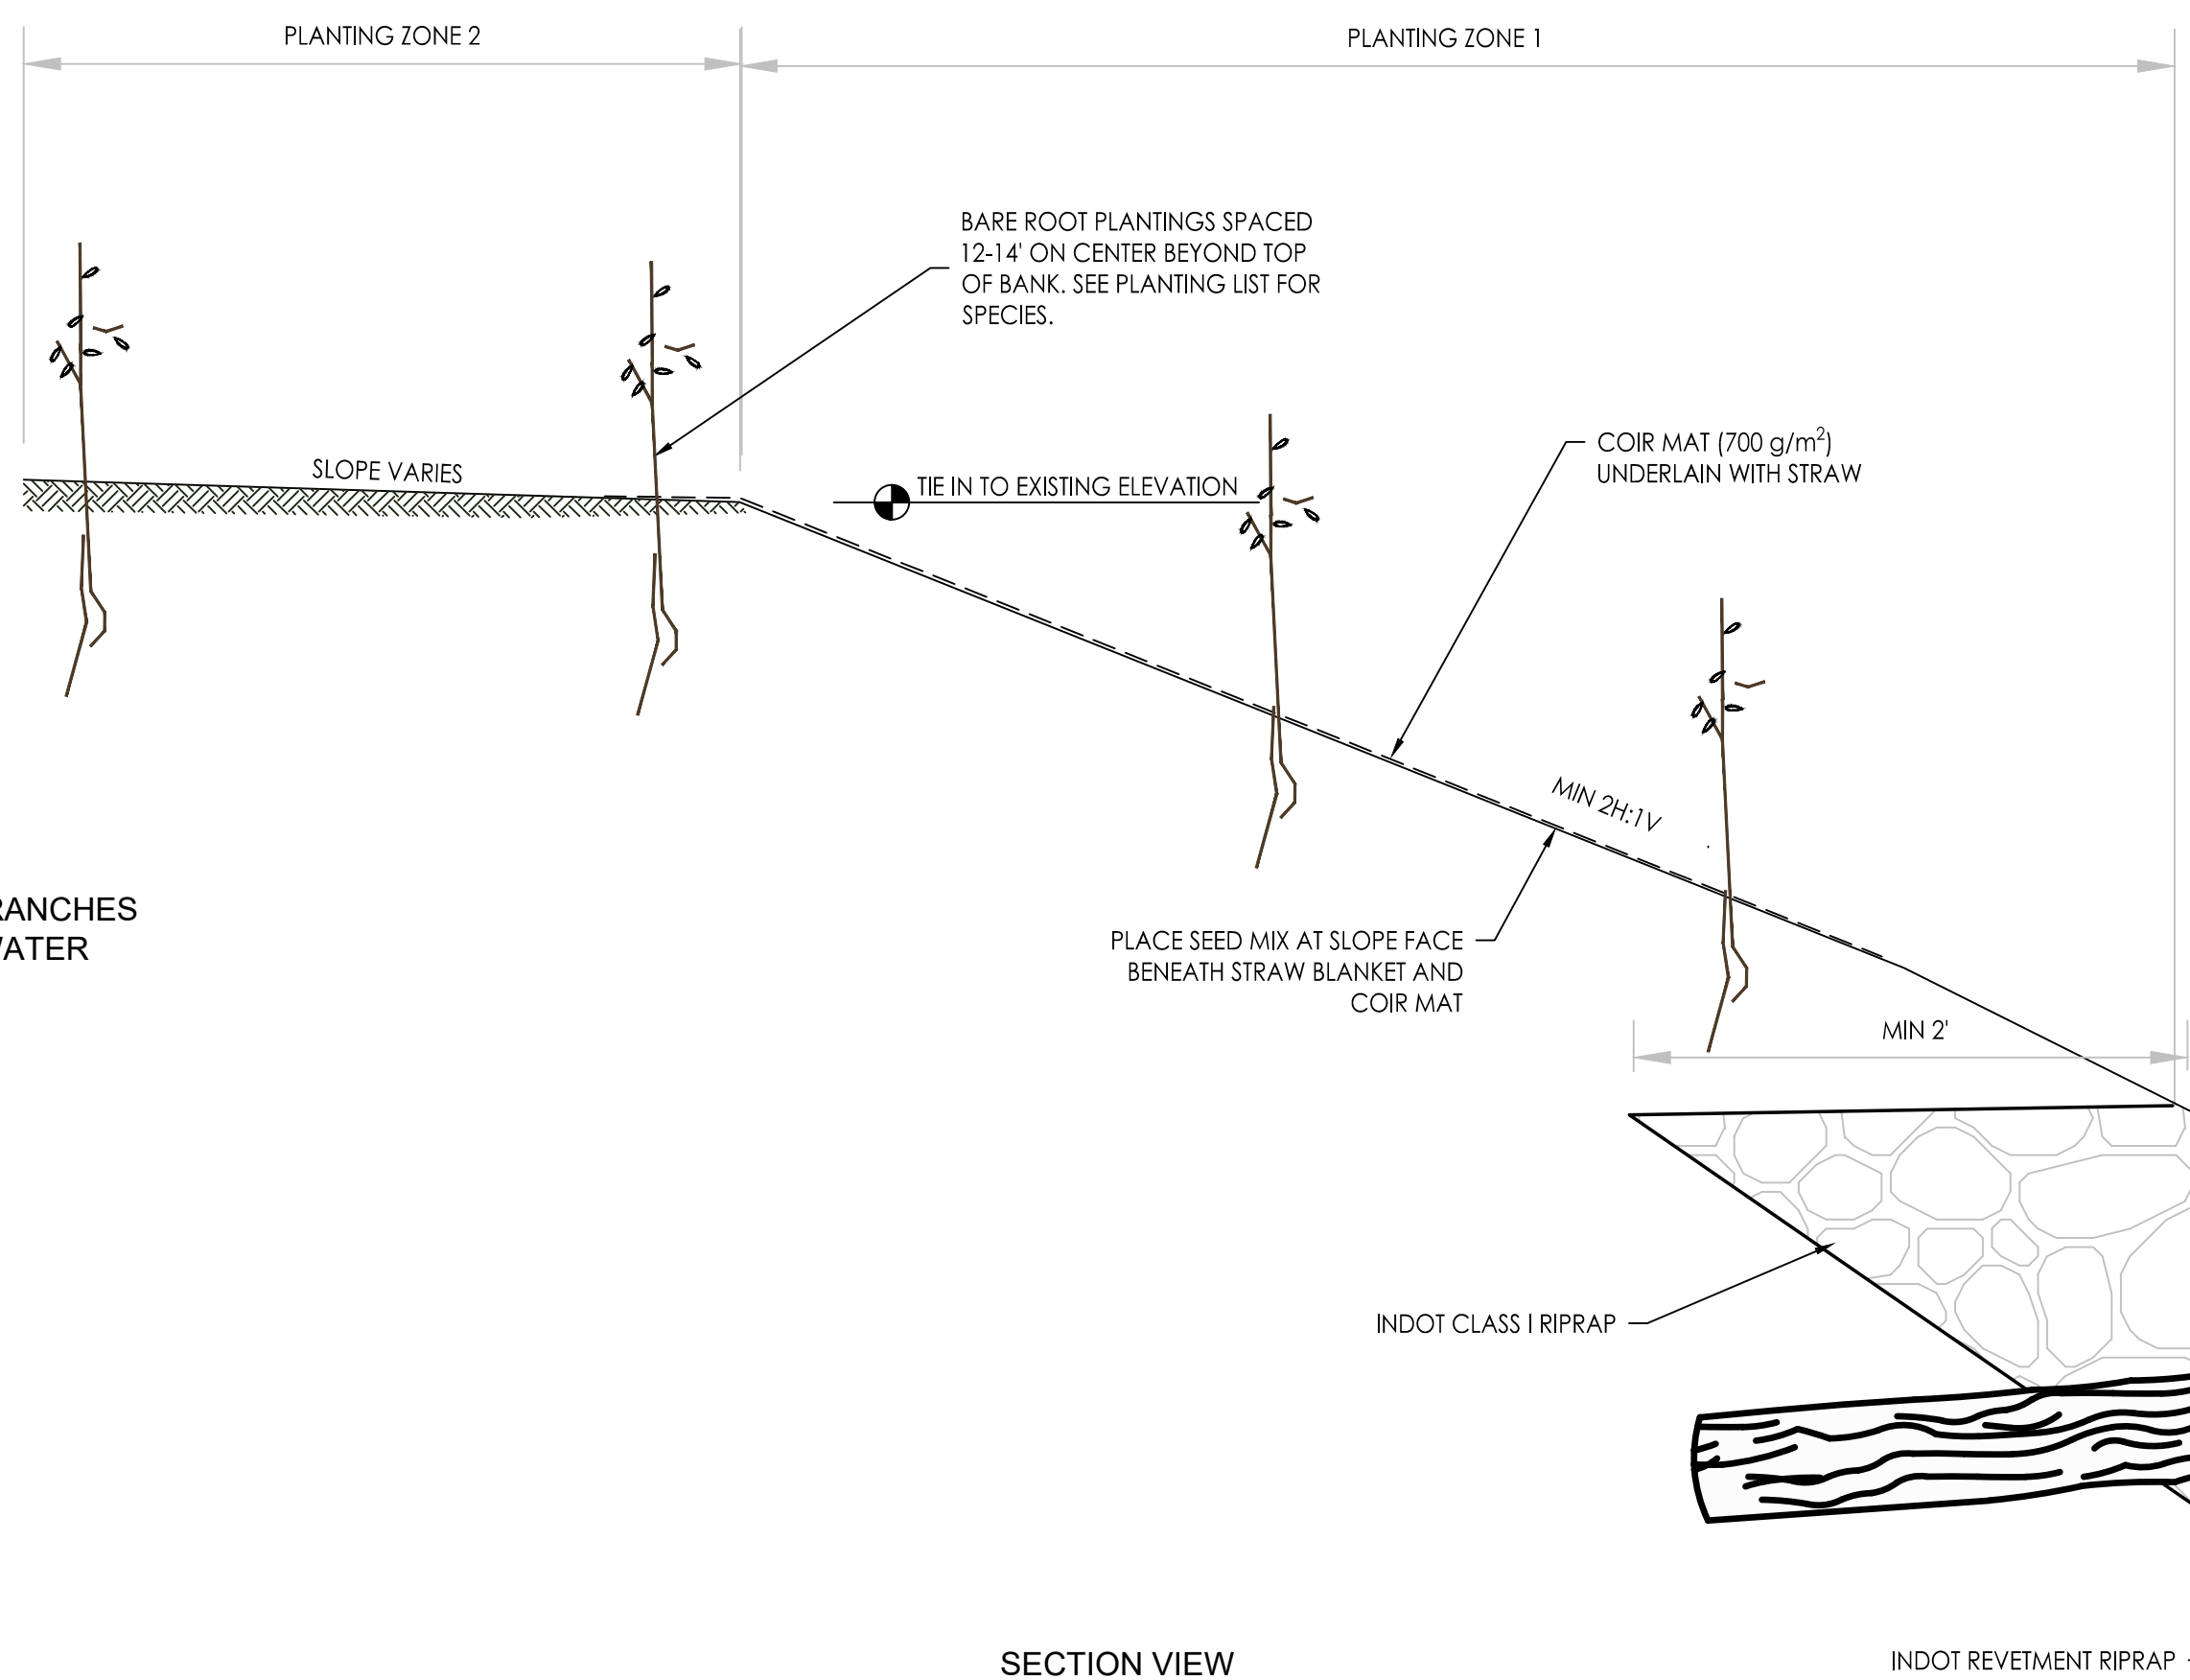 PLANTING ZONE 2
PLANTING ZONE 1
BARE ROOT PLANTINGS SPACED
12-14' ON CENTER BEYOND TOP
OF BANK. SEE PLANTING LIST FOR
SPECIES.
SLOPE VARIES
TIE IN TO EXISTING ELEVATION
COIR MAT (700 g/m²)
UNDERLAIN WITH STRAW
MIN 2H:1V
RANCHES
WATER
PLACE SEED MIX AT SLOPE FACE
BENEATH STRAW BLANKET AND
COIR MAT
MIN 2'
INDOT CLASS I RIPRAP
SECTION VIEW
INDOT REVETMENT RIPRAP